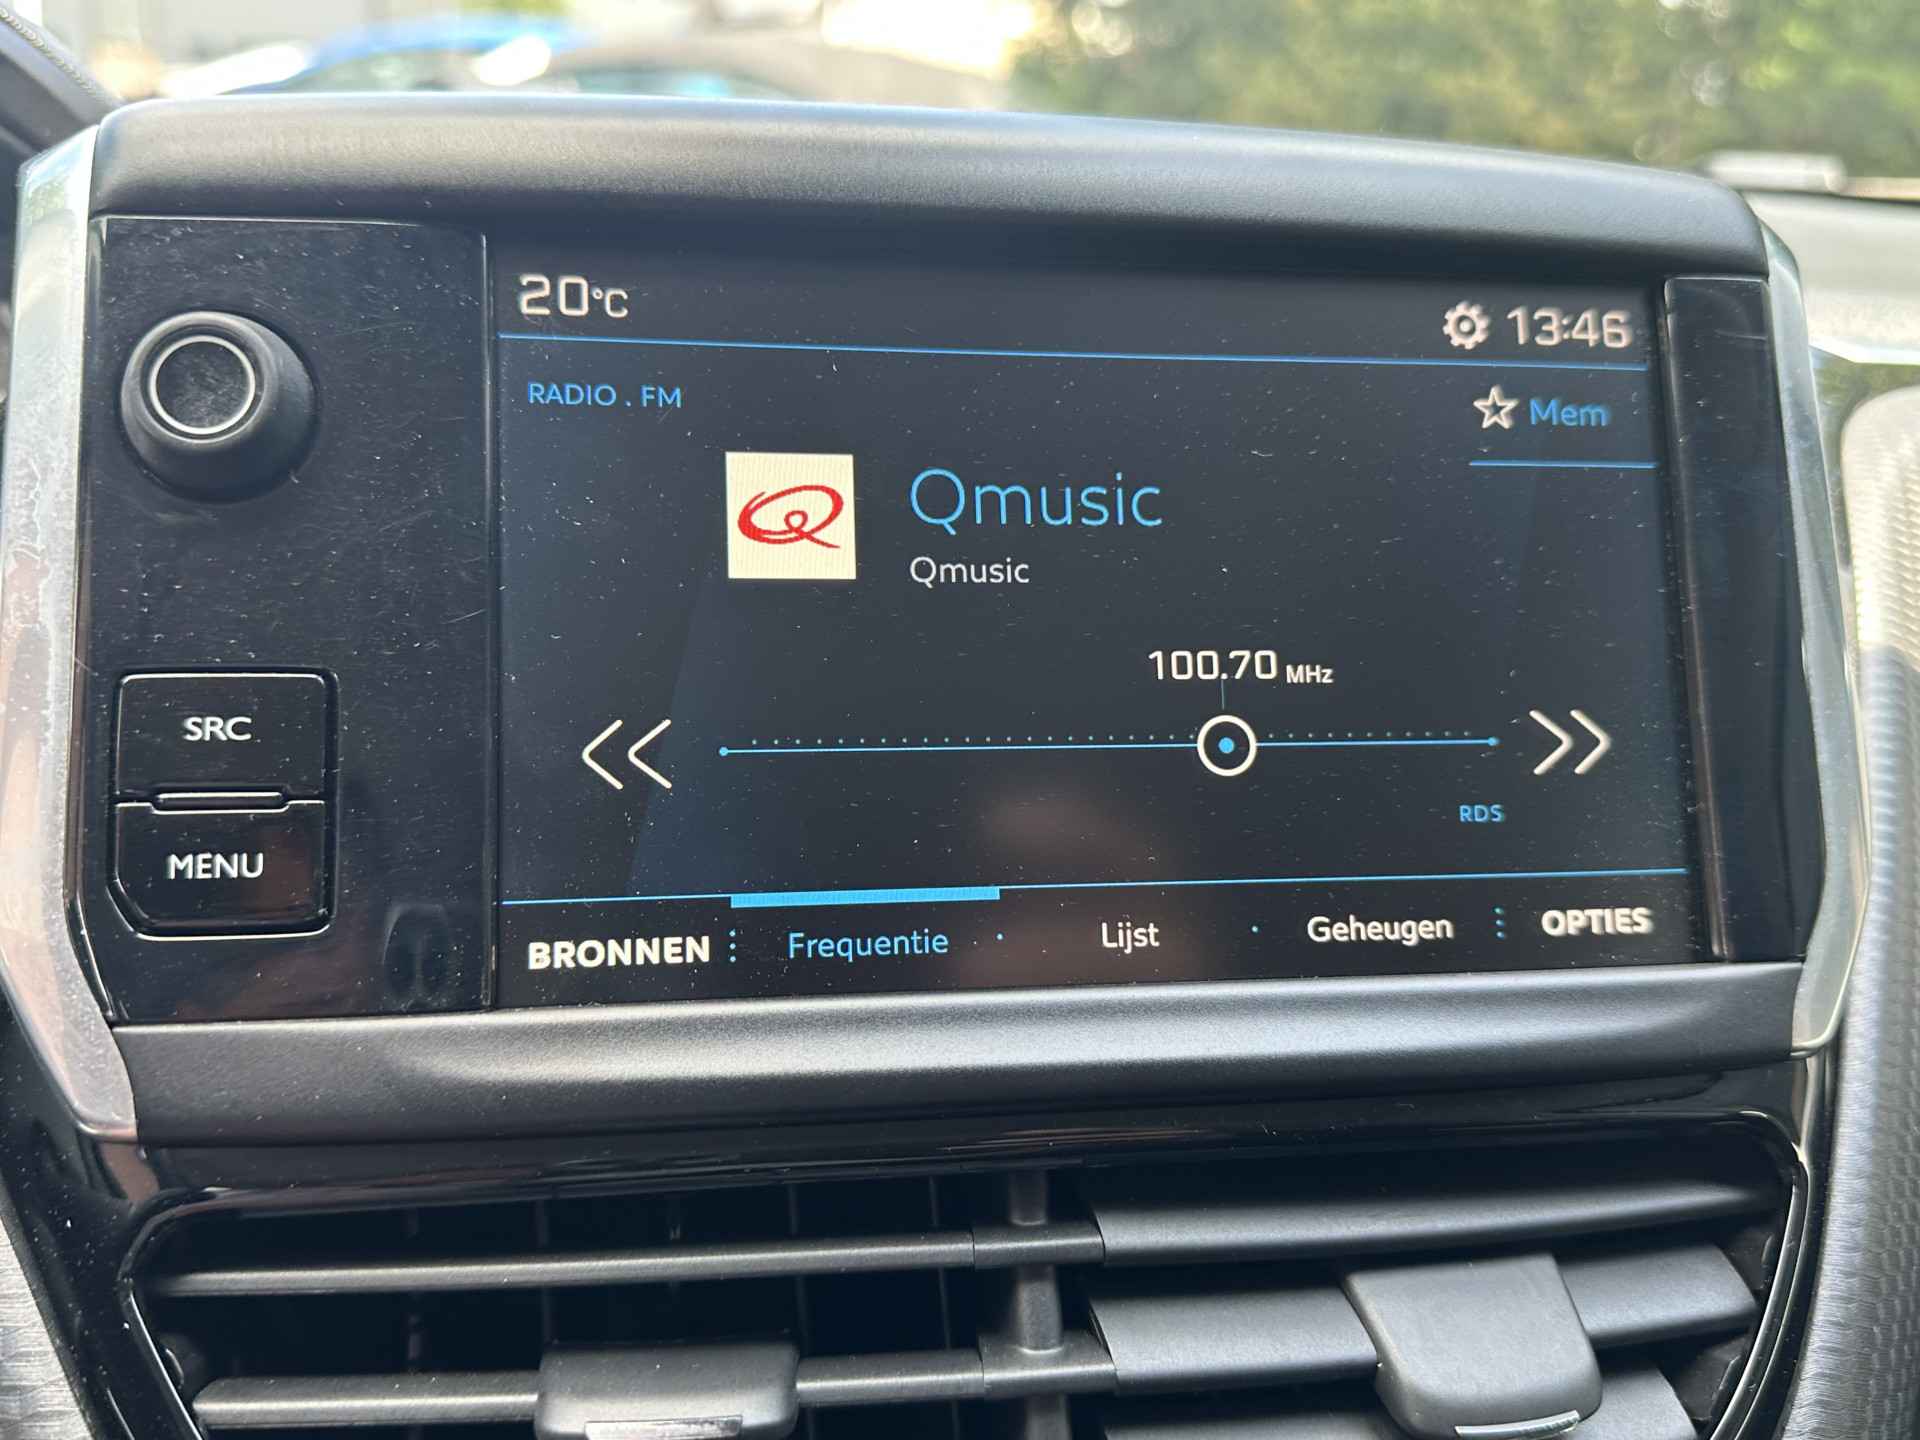 20°C
13:46
RADIO . FM
Mem
Qmusic
Qmusic
100.70 MHz
SRC
RDS
MENU
BRONNEN
Frequentie
Lijst
Geheugen
OPTIES